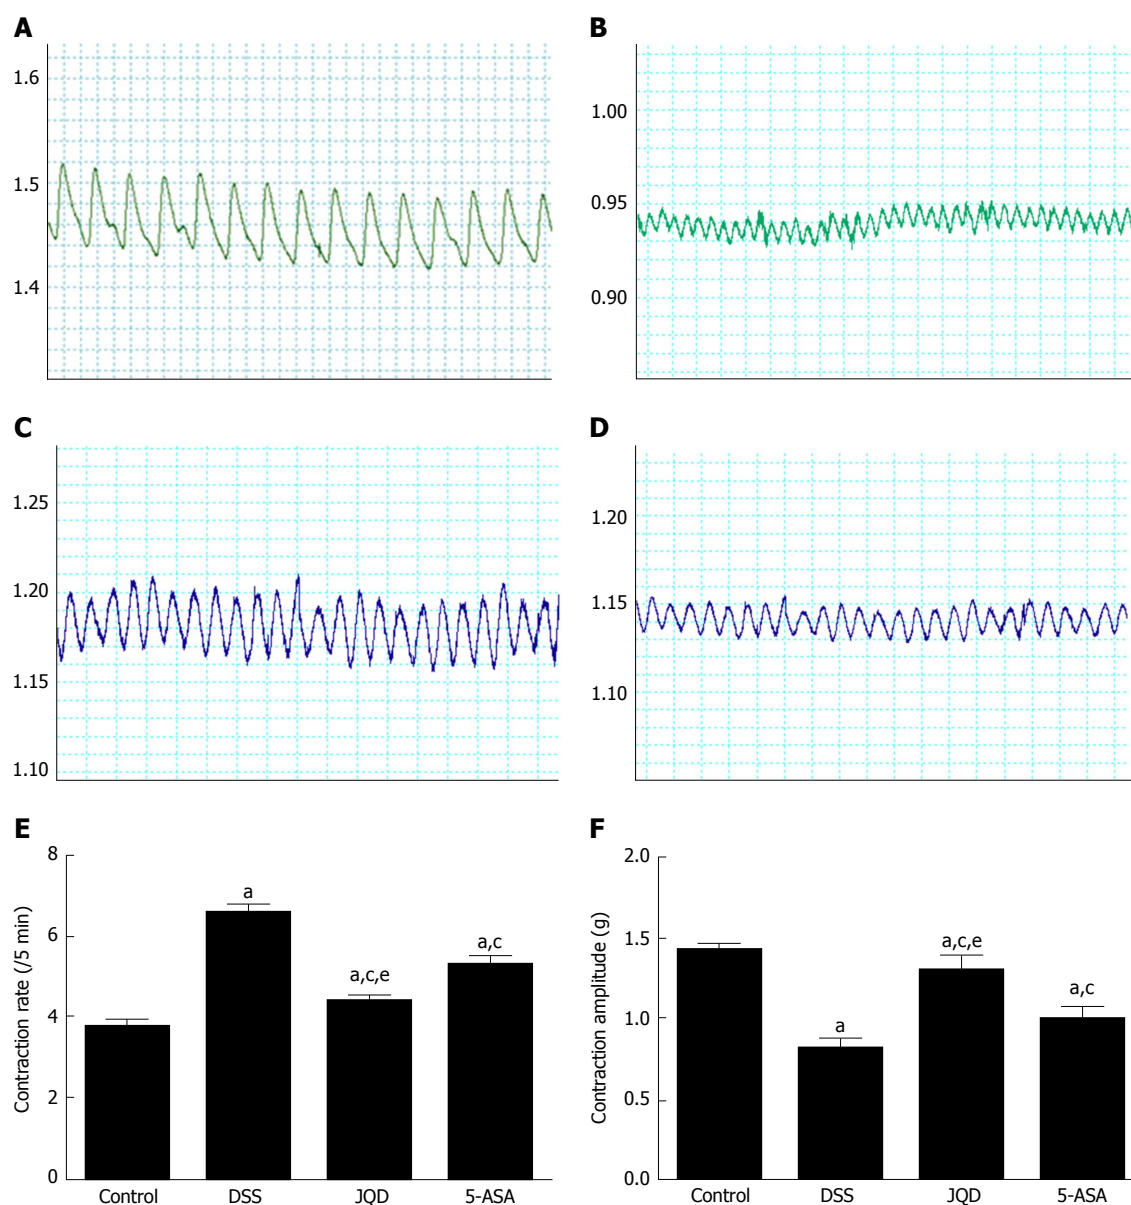 A
1.6
1.5
1.4
B
1.00
0.95
0.90
C
1.25
1.20
1.15
1.10
D
1.20
1.15
1.10
E
8
6
4
2
0
Contraction rate (/5 min)
a
a,c,e
a,c
Control DSS JQD 5-ASA
F
2.0
1.5
1.0
0.5
0.0
Contraction amplitude (g)
a
a,c,e
a,c
Control DSS JQD 5-ASA